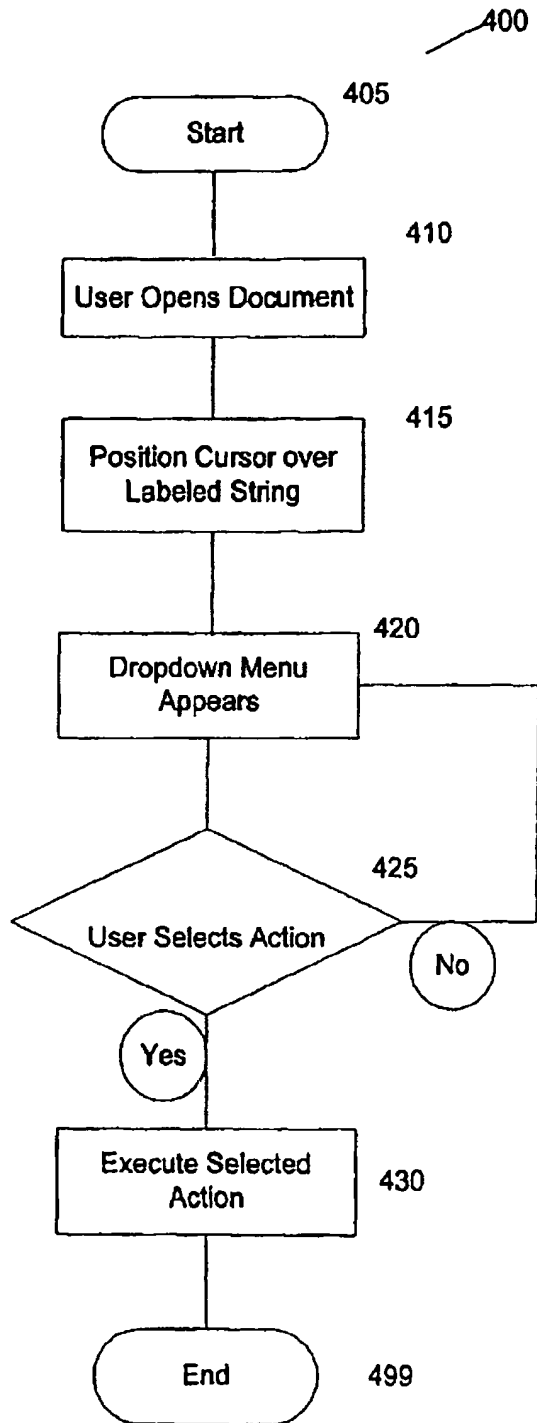 400
405
Start
410
User Opens Document
415
Position Cursor over
Labeled String
420
Dropdown Menu
Appears
425
User Selects Action
No
Yes
Execute Selected
Action
430
End
499